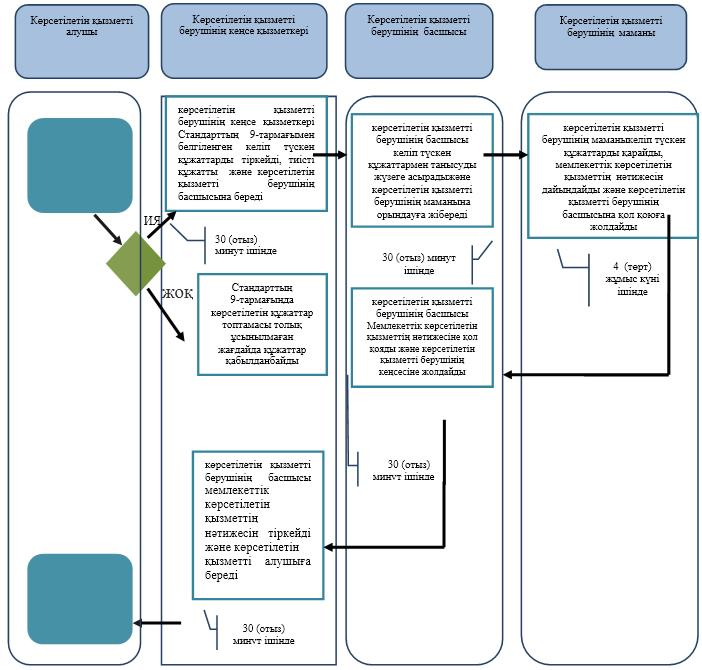 Көрсетілетін қызметті
алушы
Көрсетілетін қызметті
берушінің кеңсе қызметкері
Көрсетілетін қызметті
берушінің басшысы
Көрсетілетін қызметті
берушінің маманы
көрсетілетін қызметті
берушінің кеңсе қызметкері
Стандарттың 9-тармағымен
белгіленген келіп түскен
құжаттарды тіркейді, тиісті
құжатты және көрсетілетін
қызметті берушінің
басшысына береді
көрсетілетін қызметті
берушінің басшысы
келіп түскен
құжаттармен танысуды
жүзеге асырадыжәне
көрсетілетін қызметті
берушінің маманына
орындауға жібереді
көрсетілетін қызметті
берушінің маманыкеліп түскен
құжаттарды қарайды,
мемлекеттік көрсетілетін
қызметтің нәтижесін
дайындайды және көрсетілетін
қызметті берушінің
басшысына қол қоюға
жолдайды
ИЯ
30 (отыз)
минут ішінде
30 (отыз) минут
ішінде
4 (төрт)
жұмыс күні
ішінде
ЖОҚ
Стандарттың
9-тармағында
көрсетілетін құжаттар
топтамасы толық
ұсынылмаған
жағдайда құжаттар
қабылданбайды
көрсетілетін қызметті
берушінің басшысы
Мемлекеттік көрсетілетін
қызметтің нәтижесіне қол
қояды және көрсетілетін
қызметті берушінің
кеңсесіне жолдайды
30 (отыз)
минут ішінде
көрсетілетін қызметті
берушінің басшысы
мемлекеттік
көрсетілетін
қызметтің
нәтижесін тіркейді
және көрсетілетін
қызметті алушыға
береді
30 (отыз)
минут ішінде